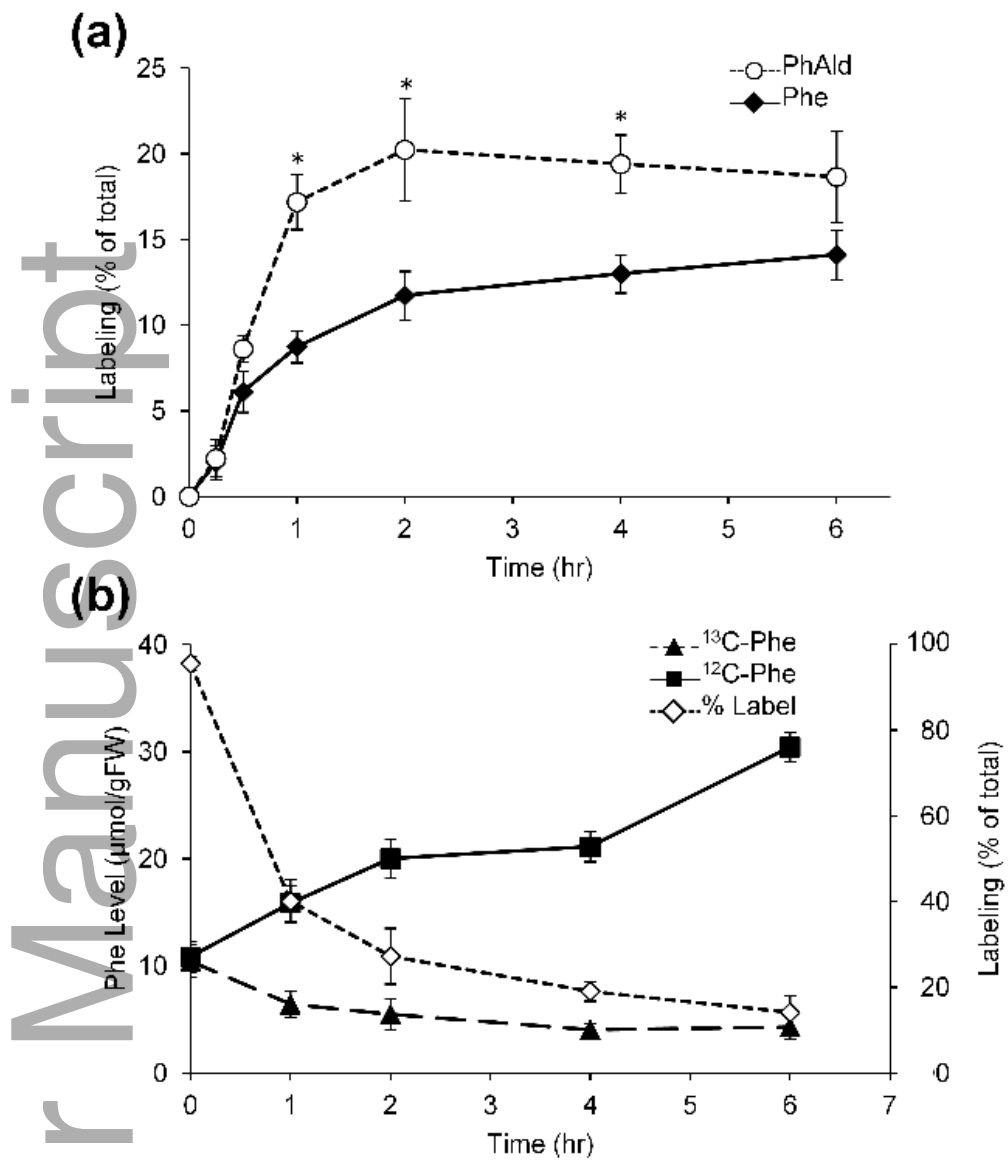 (a)
25
20
15
10
5
0
Labeling (% of total)
PhAld
Phe
*
*
*
0 1 2 3 4 5 6
Time (hr)
(b)
40
30
20
10
0
Phe Level (µmol/gFW)
¹³C-Phe
¹²C-Phe
% Label
100
80
60
40
20
0
Labeling (% of total)
0 1 2 3 4 5 6 7
Time (hr)
r Manuscript